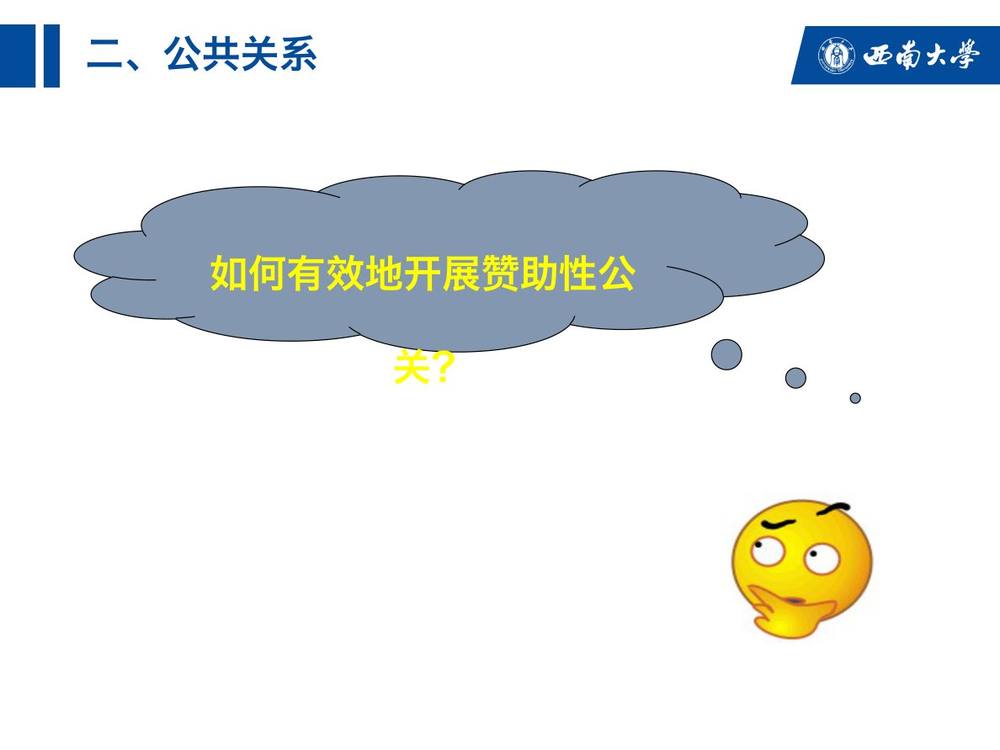 二、公共关系
西南大学
如何有效地开展赞助性公
关？